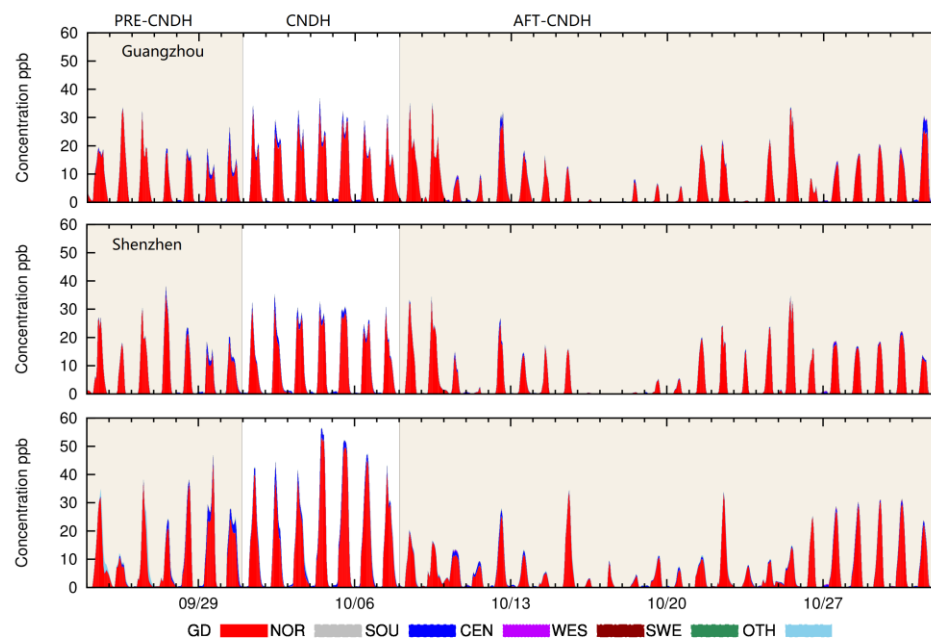 PRE-CNDH CNDH AFT-CNDH
60
Guangzhou
50
40
30
20
10
0
Concentration ppb
60
Shenzhen
50
40
30
20
10
0
Concentration ppb
60
50
40
30
20
10
0
Concentration ppb
09/29 10/06 10/13 10/20 10/27
GD NOR SOU CEN WES SWE OTH